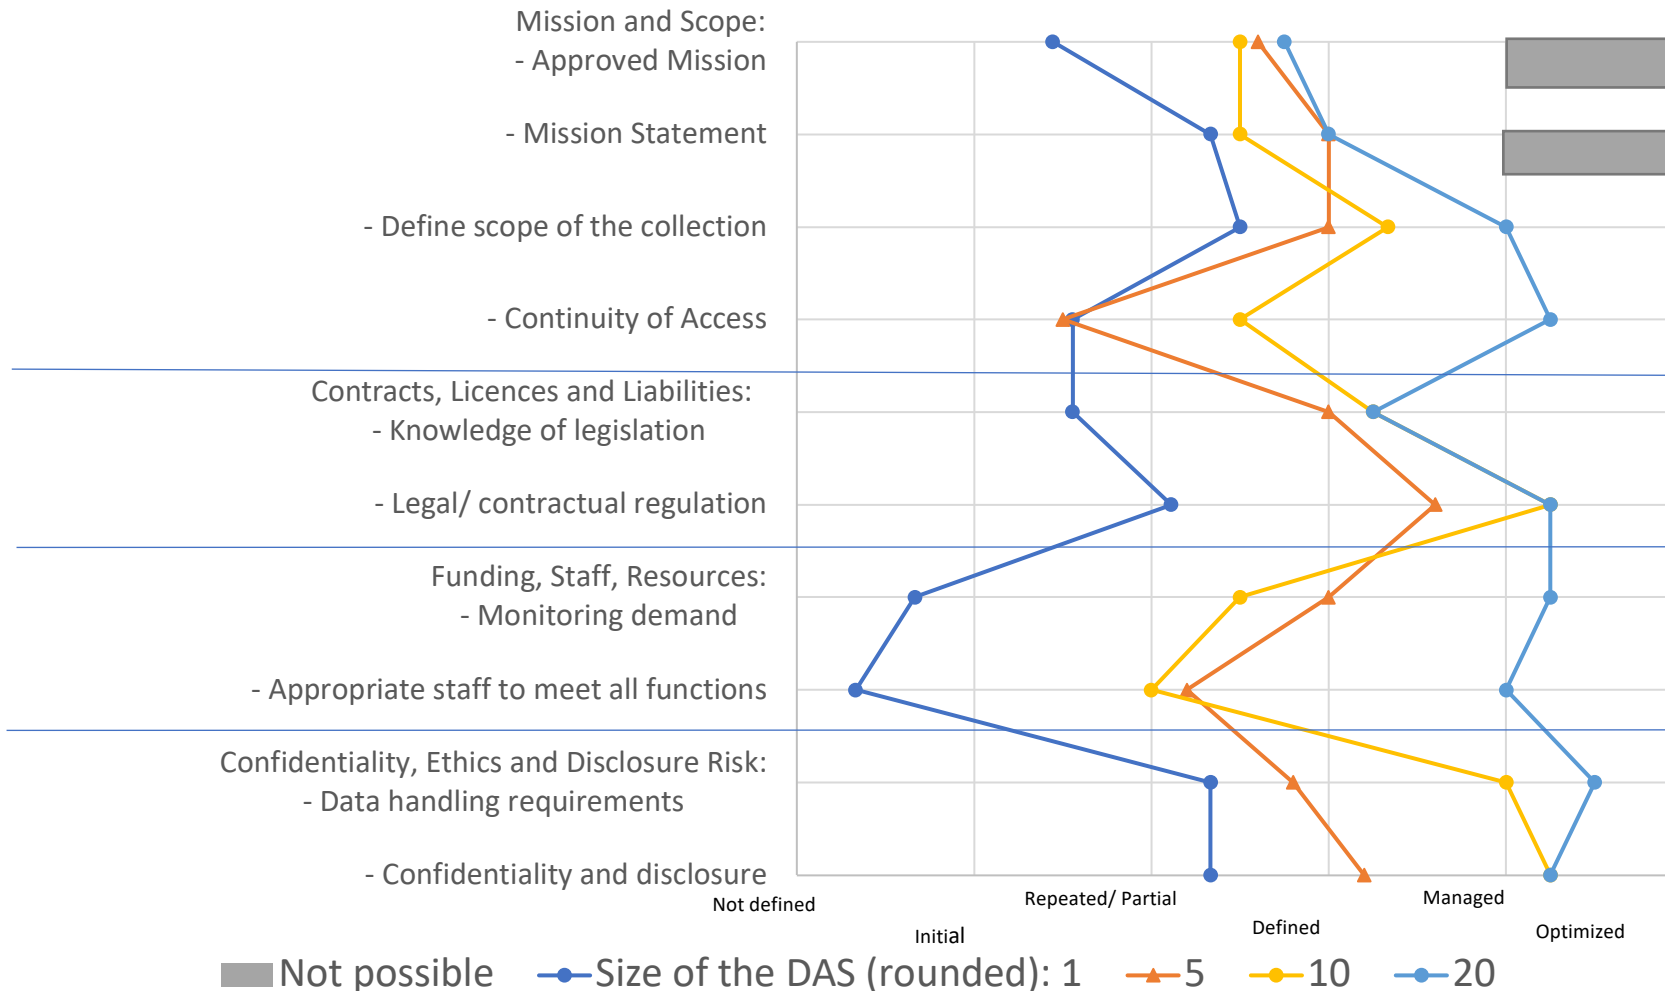 Mission and Scope:
- Approved Mission
- Mission Statement
- Define scope of the collection
- Continuity of Access
Contracts, Licences and Liabilities:
- Knowledge of legislation
- Legal/ contractual regulation
Funding, Staff, Resources:
- Monitoring demand
- Appropriate staff to meet all functions
Confidentiality, Ethics and Disclosure Risk:
- Data handling requirements
- Confidentiality and disclosure
Not defined
Initial
Repeated/ Partial
Defined
Managed
Optimized
Not possible Size of the DAS (rounded): 1 5 10 20